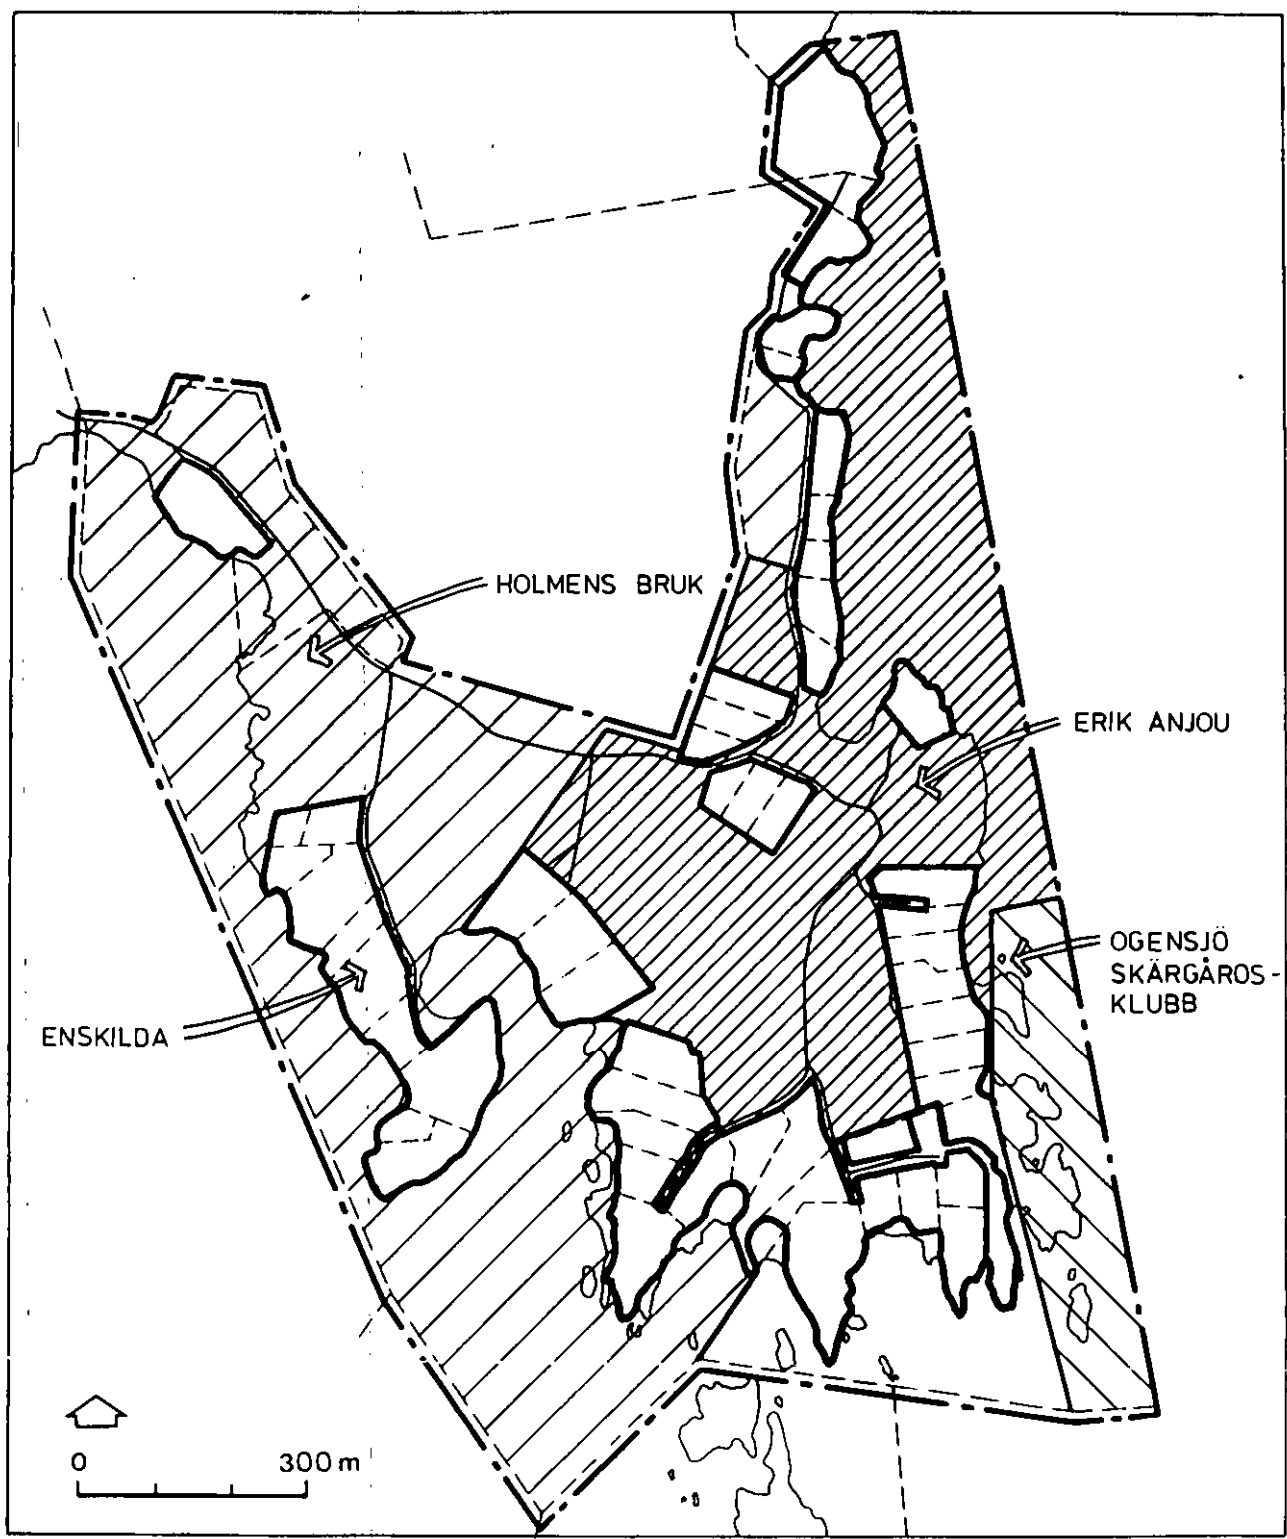 HOLMENS BRUK
ERIK ANJOU
OGENSJÖ
SKÄRGÅROS-
KLUBB
ENSKILDA
0 300 m